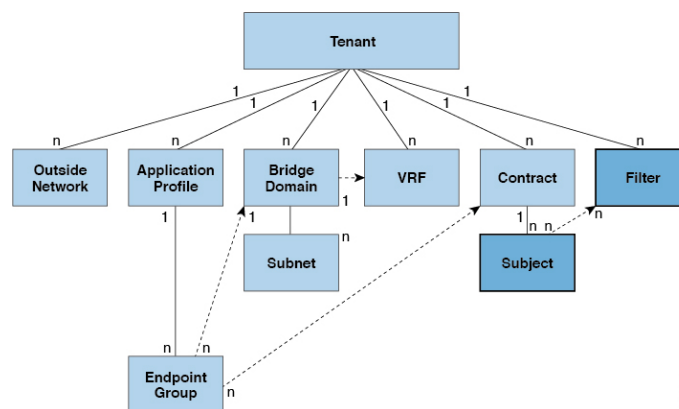 Tenant
1 1 1 1 1 1
n n n n n n
Outside
Network
Application
Profile
Bridge
Domain
VRF
Contract
Filter
1 1 1 1 n n n
Subnet
n
Subject
n n
Endpoint
Group
n